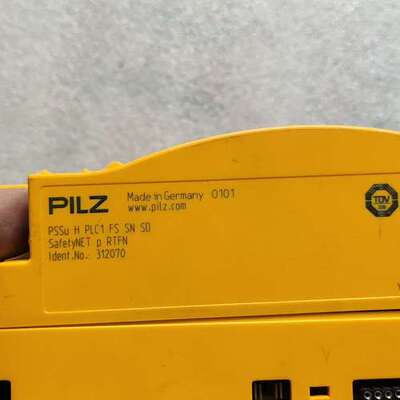 PILZ Made in Germany 0101
www.pilz.com
PSSu H PLC1 FS SN SD
SafetyNET p RTFN
Ident.No.: 312070
TÜV